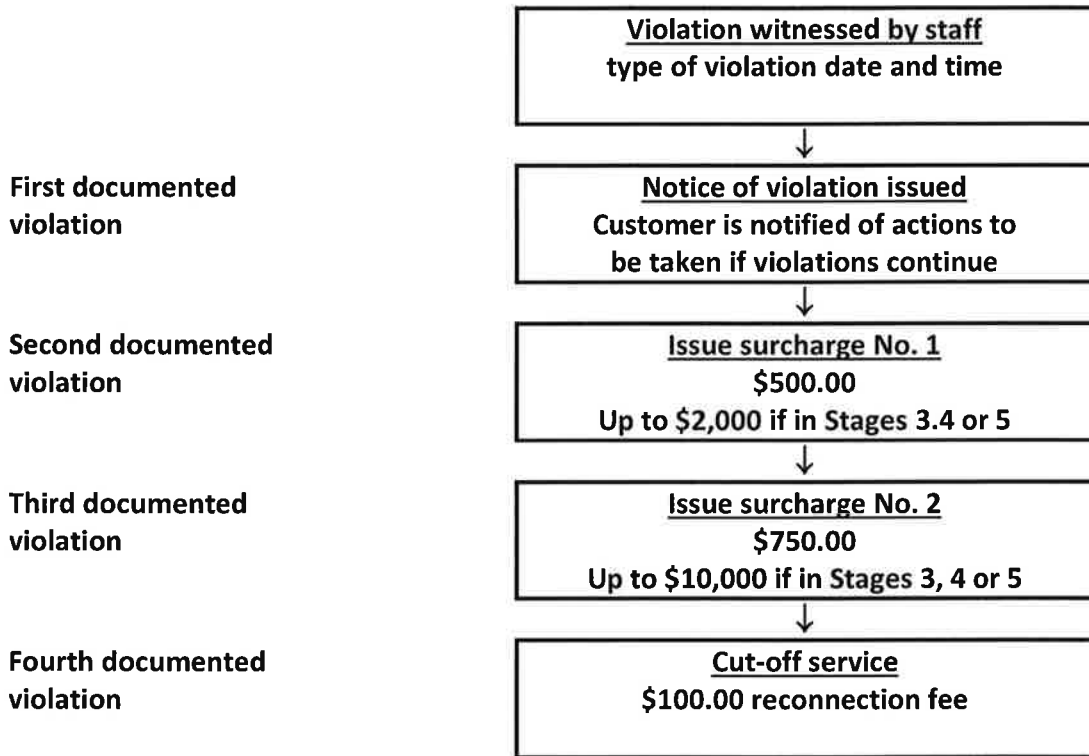 Violation witnessed by staff
type of violation date and time
↓
First documented
violation
Notice of violation issued
Customer is notified of actions to
be taken if violations continue
↓
Second documented
violation
Issue surcharge No. 1
$500.00
Up to $2,000 if in Stages 3.4 or 5
↓
Third documented
violation
Issue surcharge No. 2
$750.00
Up to $10,000 if in Stages 3, 4 or 5
↓
Fourth documented
violation
Cut-off service
$100.00 reconnection fee